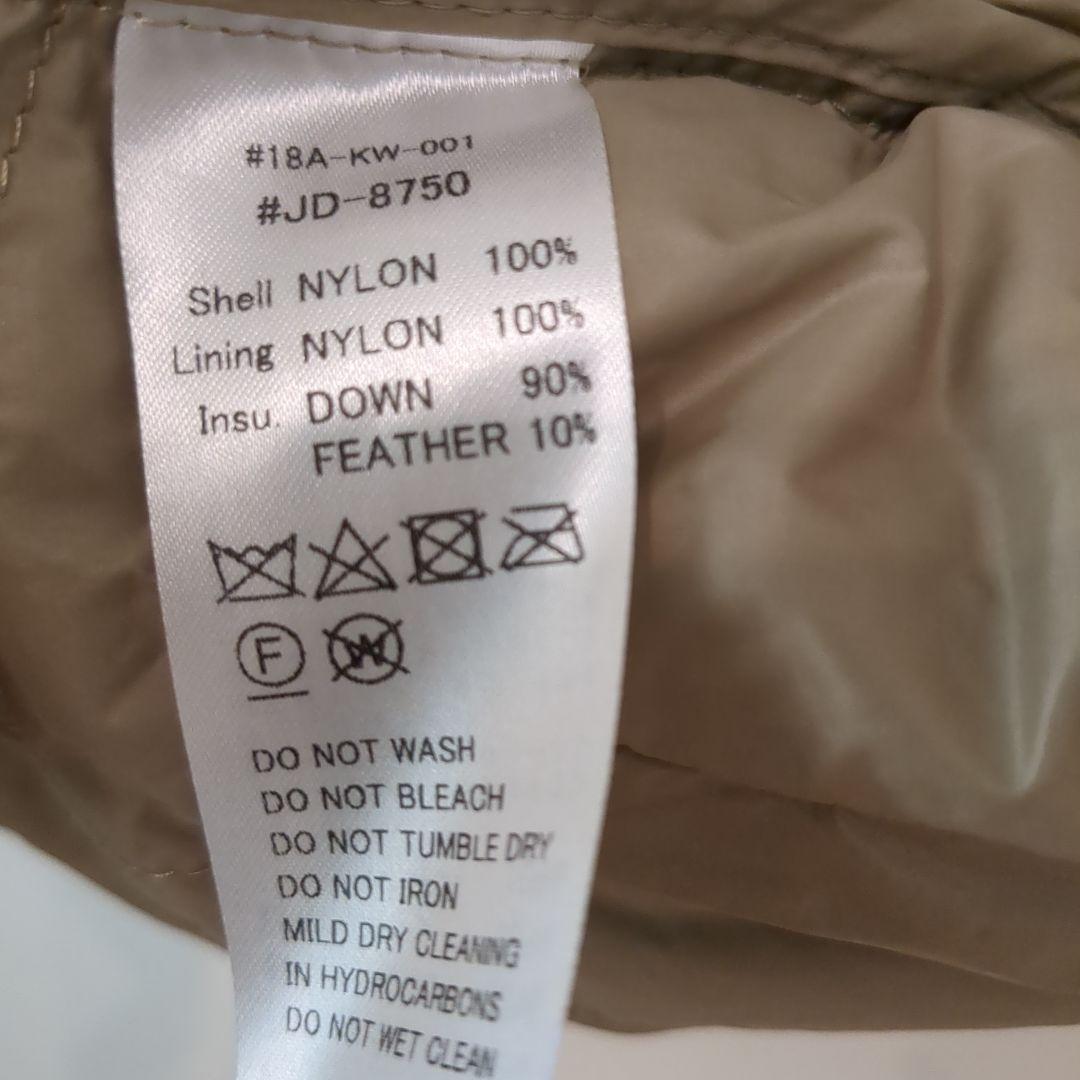 #18A-KW-001
#JD-8750
Shell NYLON 100%
Lining NYLON 100%
Insu. DOWN 90%
FEATHER 10%
F W
DO NOT WASH
DO NOT BLEACH
DO NOT TUMBLE DRY
DO NOT IRON
MILD DRY CLEANING
IN HYDROCARBONS
DO NOT WET CLEAN